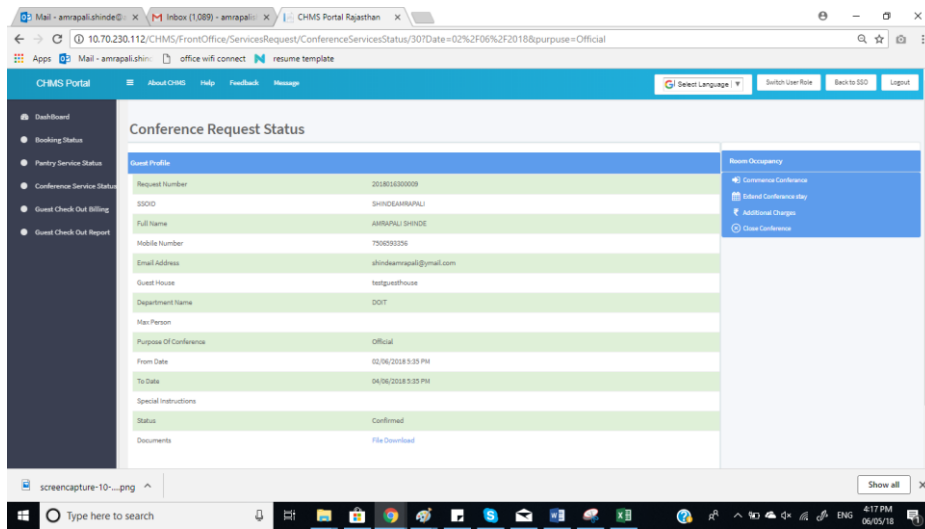 Mail - amrapali.shinde@
Inbox (1,089) - amrapalis
CHMS Portal Rajasthan
10.70.230.112/CHMS/FrontOffice/ServicesRequest/ConferenceServicesStatus/30?Date=02%2F06%2F2018&purpuse=Official
Apps Mail - amrapali.shin office wifi connect resume template
CHMS Portal About CHMS Help Feedback Message Select Language ▼ Switch User Role Back to SSO Logout
DashBoard
Booking Status
Pantry Service Status
Conference Service Status
Guest Check Out Billing
Guest Check Out Report
Conference Request Status
Guest Profile
Request Number 2018016300009
SSOID SHINDEAMRAPALI
Full Name AMRAPALI SHINDE
Mobile Number 7506593356
Email Address shindeamrapali@ymail.com
Guest House testguesthouse
Department Name DOIT
Max Person
Purpose Of Conference Official
From Date 02/06/2018 5:35 PM
To Date 04/06/2018 5:35 PM
Special Instructions
Status Confirmed
Documents File Download
Room Occupancy
Commence Conference
Extend Conference stay
₹ Additional Charges
Close Conference
screencapture-10-....png
Show all
Type here to search
ENG
4:17 PM
06/05/18